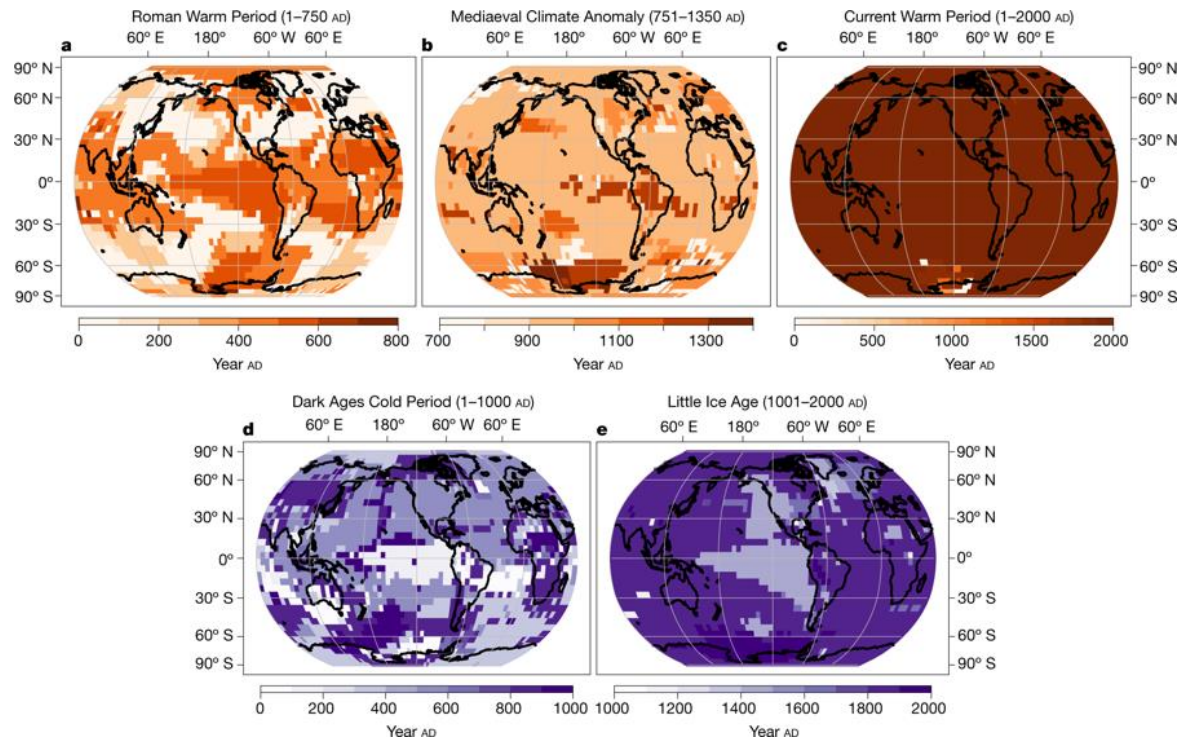 Roman Warm Period (1–750 AD)
Mediaeval Climate Anomaly (751–1350 AD)
Current Warm Period (1–2000 AD)
a
60° E
180°
60° W
60° E
b
60° E
180°
60° W
60° E
c
60° E
180°
60° W
60° E
90° N
60° N
30° N
0°
30° S
60° S
90° S
90° N
60° N
30° N
0°
30° S
60° S
90° S
0
200
400
600
800
Year AD
700
900
1100
1300
Year AD
0
500
1000
1500
2000
Year AD
Dark Ages Cold Period (1–1000 AD)
Little Ice Age (1001–2000 AD)
60° E
180°
60° W
60° E
60° E
180°
60° W
60° E
d
e
90° N
60° N
30° N
0°
30° S
60° S
90° S
90° N
60° N
30° N
0°
30° S
60° S
90° S
0
200
400
600
800
1000
Year AD
1000
1200
1400
1600
1800
2000
Year AD